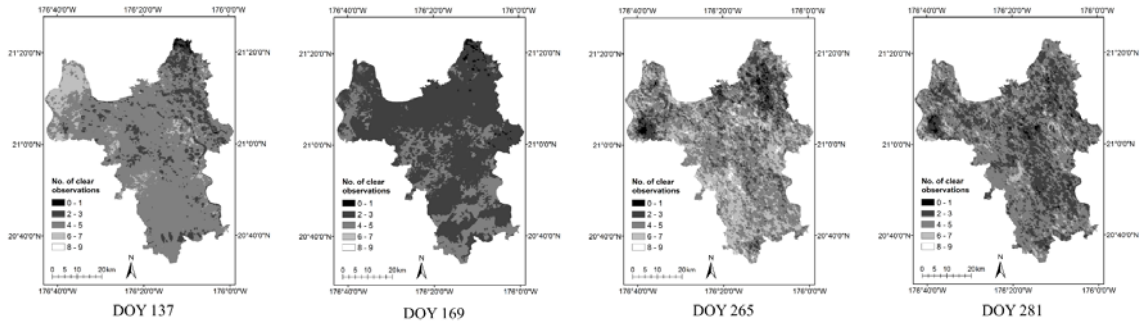 176°40'0"W 176°20'0"W 176°0'0"W
21°20'0"N
21°0'0"N
20°40'0"N
21°20'0"N
21°0'0"N
20°40'0"N
No. of clear
observations
0 - 1
2 - 3
4 - 5
6 - 7
8 - 9
N
0 5 10 20km
176°40'0"W 176°20'0"W 176°0'0"W
DOY 137
176°40'0"W 176°20'0"W 176°0'0"W
21°20'0"N
21°0'0"N
20°40'0"N
21°20'0"N
21°0'0"N
20°40'0"N
No. of clear
observations
0 - 1
2 - 3
4 - 5
6 - 7
8 - 9
N
0 5 10 20km
176°40'0"W 176°20'0"W 176°0'0"W
DOY 169
176°40'0"W 176°20'0"W 176°0'0"W
21°20'0"N
21°0'0"N
20°40'0"N
21°20'0"N
21°0'0"N
20°40'0"N
No. of clear
observations
0 - 1
2 - 3
4 - 5
6 - 7
8 - 9
N
0 5 10 20km
176°40'0"W 176°20'0"W 176°0'0"W
DOY 265
176°40'0"W 176°20'0"W 176°0'0"W
21°20'0"N
21°0'0"N
20°40'0"N
21°20'0"N
21°0'0"N
20°40'0"N
No. of clear
observations
0 - 1
2 - 3
4 - 5
6 - 7
8 - 9
N
0 5 10 20km
176°40'0"W 176°20'0"W 176°0'0"W
DOY 281